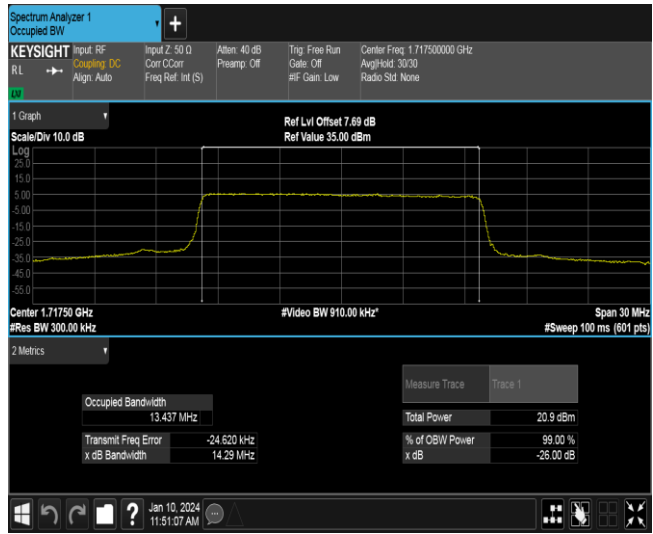 Spectrum Analyzer 1
Occupied BW
+
KEYSIGHT
RL
LXI
Input: RF
Coupling: DC
Align: Auto
Input Z: 50 Ω
Corr CCorr
Freq Ref: Int (S)
Atten: 40 dB
Preamp: Off
Trig: Free Run
Gate: Off
#IF Gain: Low
Center Freq: 1.717500000 GHz
Avg|Hold: 30/30
Radio Std: None
1 Graph
Scale/Div 10.0 dB
Ref Lvl Offset 7.69 dB
Ref Value 35.00 dBm
Log
25.0
15.0
5.00
-5.00
-15.0
-25.0
-35.0
-45.0
-55.0
Center 1.71750 GHz
#Res BW 300.00 kHz
#Video BW 910.00 kHz*
Span 30 MHz
#Sweep 100 ms (601 pts)
2 Metrics
Measure Trace Trace 1
Occupied Bandwidth
13.437 MHz
Total Power 20.9 dBm
Transmit Freq Error -24.620 kHz
% of OBW Power 99.00 %
x dB Bandwidth 14.29 MHz
x dB -26.00 dB
?
Jan 10, 2024
11:51:07 AM